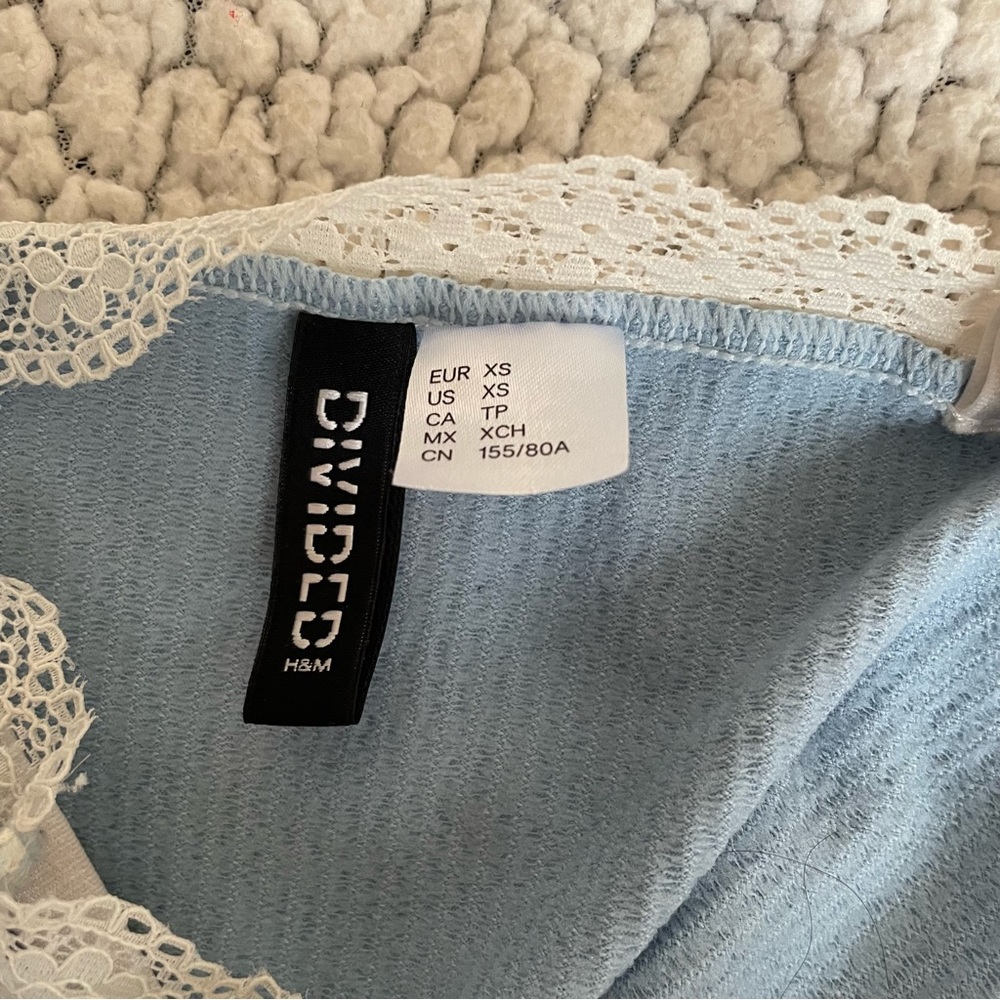 DIVIDED
H&M
EUR XS
US XS
CA TP
MX XCH
CN 155/80A